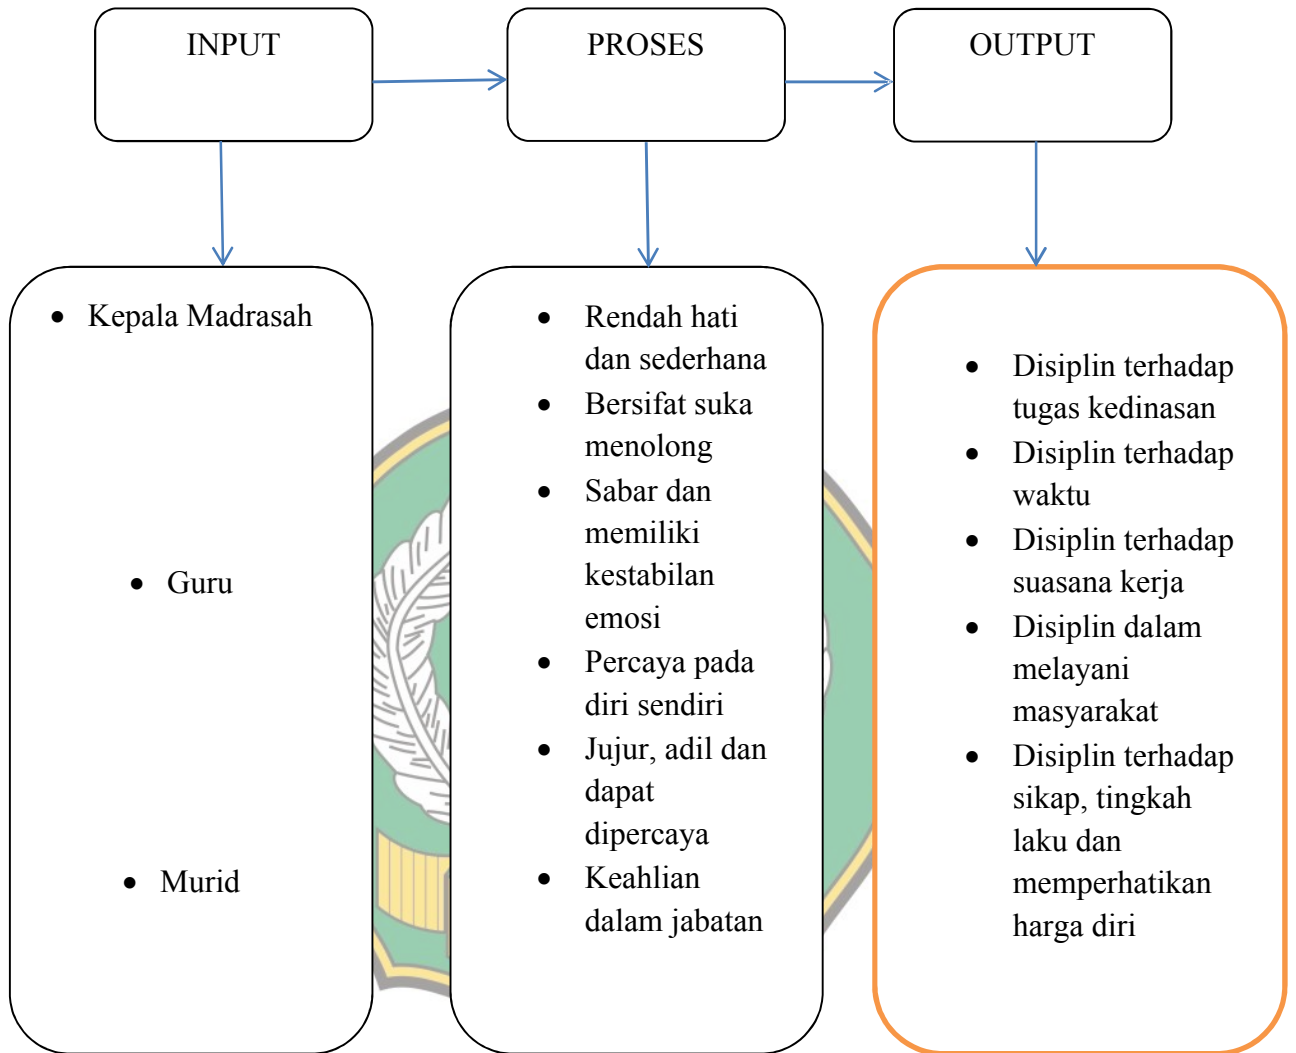 INPUT
PROSES
OUTPUT
• Kepala Madrasah
• Guru
• Murid
• Rendah hati
dan sederhana
• Bersifat suka
menolong
• Sabar dan
memiliki
kestabilan
emosi
• Percaya pada
diri sendiri
• Jujur, adil dan
dapat
dipercaya
• Keahlian
dalam jabatan
• Disiplin terhadap
tugas kedinasan
• Disiplin terhadap
waktu
• Disiplin terhadap
suasana kerja
• Disiplin dalam
melayani
masyarakat
• Disiplin terhadap
sikap, tingkah
laku dan
memperhatikan
harga diri